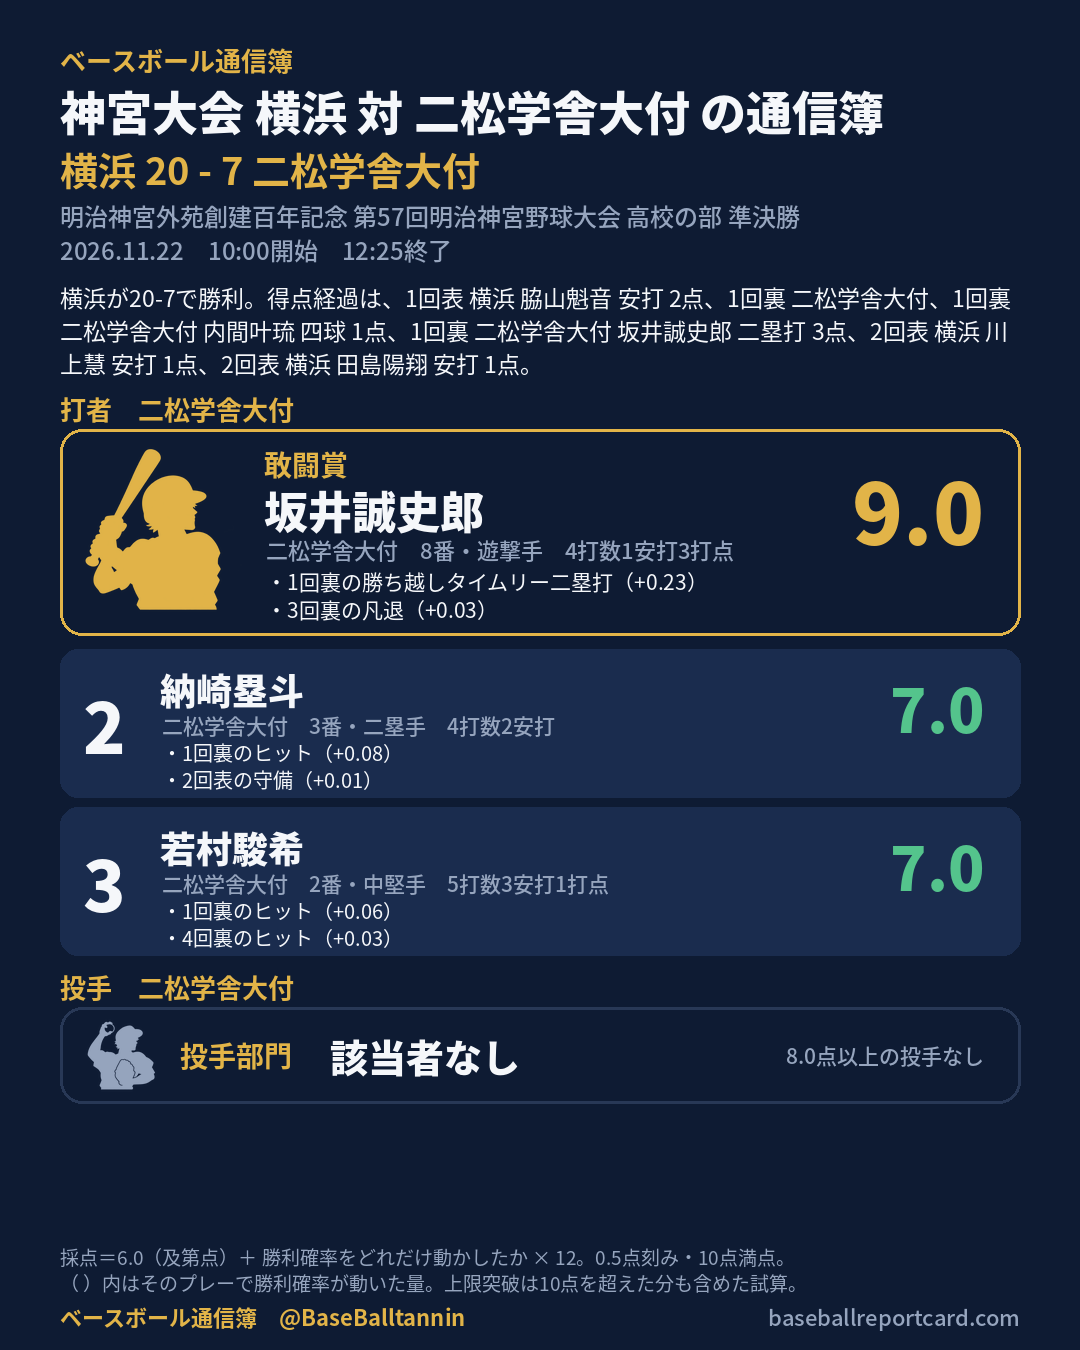 ベースボール通信簿
神宮大会 横浜 対 二松学舎大付 の通信簿
横浜 20 - 7 二松学舎大付
明治神宮外苑創建百年記念 第57回明治神宮野球大会 高校の部 準決勝
2026.11.22　10:00開始　12:25終了
横浜が20-7で勝利。得点経過は、1回表 横浜 脇山魁音 安打 2点、1回裏 二松学舎大付、1回裏
二松学舎大付 内間叶琉 四球 1点、1回裏 二松学舎大付 坂井誠史郎 二塁打 3点、2回表 横浜 川
上慧 安打 1点、2回表 横浜 田島陽翔 安打 1点。
打者　二松学舎大付
敢闘賞
坂井誠史郎
9.0
二松学舎大付　8番・遊撃手　4打数1安打3打点
・1回裏の勝ち越しタイムリー二塁打（+0.23）
・3回裏の凡退（+0.03）
2
納崎塁斗
7.0
二松学舎大付　3番・二塁手　4打数2安打
・1回裏のヒット（+0.08）
・2回表の守備（+0.01）
3
若村駿希
7.0
二松学舎大付　2番・中堅手　5打数3安打1打点
・1回裏のヒット（+0.06）
・4回裏のヒット（+0.03）
投手　二松学舎大付
投手部門　該当者なし　8.0点以上の投手なし
採点＝6.0（及第点）＋ 勝利確率をどれだけ動かしたか × 12。0.5点刻み・10点満点。
（ ）内はそのプレーで勝利確率が動いた量。上限突破は10点を超えた分も含めた試算。
ベースボール通信簿　@BaseBalltannin　baseballreportcard.com